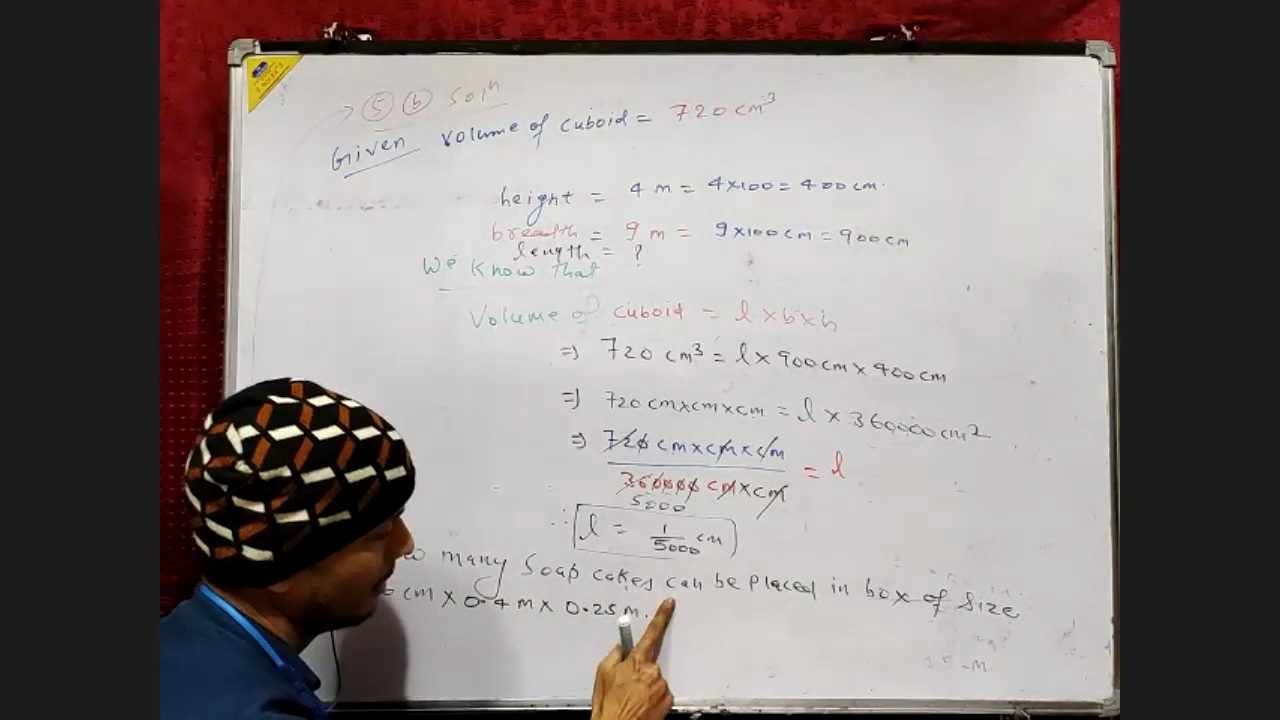 → 5 b Soln
Given volume of cuboid = 720 cm³
height = 4 m = 4×100 = 400 cm.
breadth = 9 m = 9×100 cm = 900 cm
length = ?
We know that
Volume of cuboid = l × b × h
⇒ 720 cm³ = l × 900 cm × 400 cm
⇒ 720 cm×cm×cm = l × 360000 cm²
⇒ 720 cm×cm×cm / 360000 cm×cm = l
5000
∴ l = 1/5000 cm
many Soap cakes can be placed in box of size
cm × 0.4 m × 0.25 m.